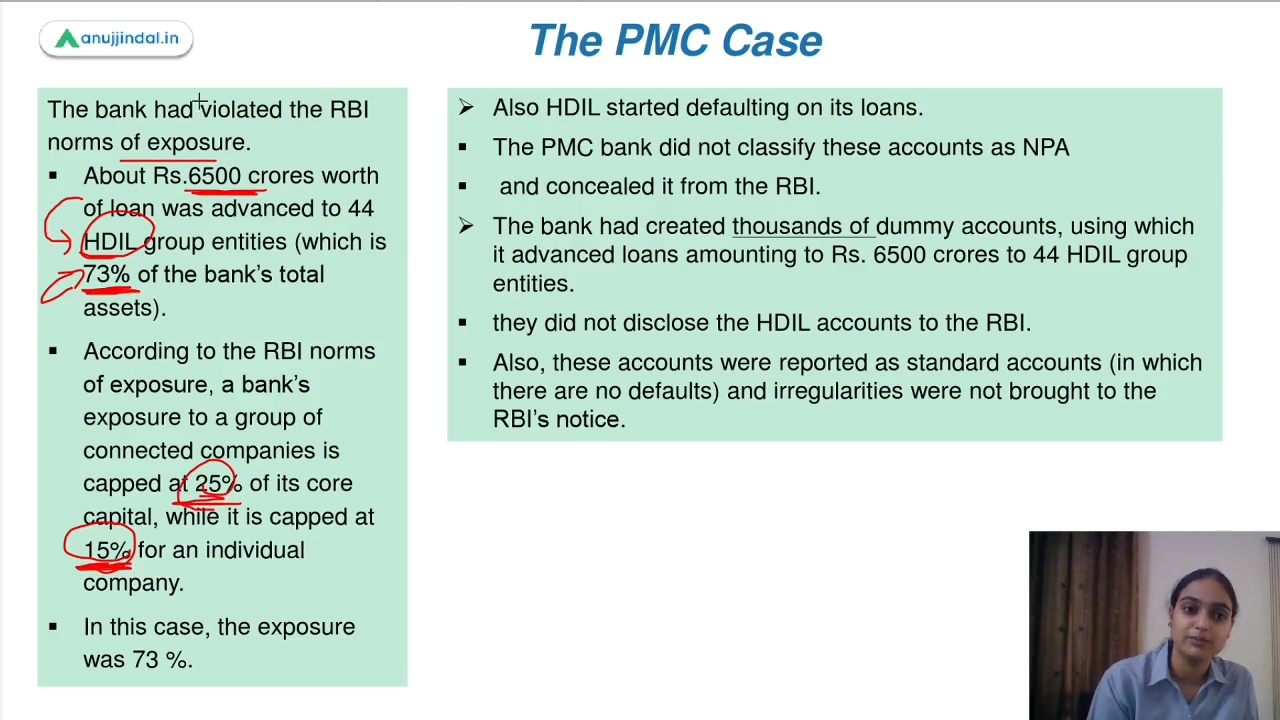 anujjindal.in
The PMC Case
The bank had violated the RBI
norms of exposure.
▪ About Rs.6500 crores worth
of loan was advanced to 44
HDIL group entities (which is
73% of the bank's total
assets).
▪ According to the RBI norms
of exposure, a bank's
exposure to a group of
connected companies is
capped at 25% of its core
capital, while it is capped at
15% for an individual
company.
▪ In this case, the exposure
was 73 %.
➢ Also HDIL started defaulting on its loans.
▪ The PMC bank did not classify these accounts as NPA
▪ and concealed it from the RBI.
➢ The bank had created thousands of dummy accounts, using which
it advanced loans amounting to Rs. 6500 crores to 44 HDIL group
entities.
▪ they did not disclose the HDIL accounts to the RBI.
▪ Also, these accounts were reported as standard accounts (in which
there are no defaults) and irregularities were not brought to the
RBI's notice.